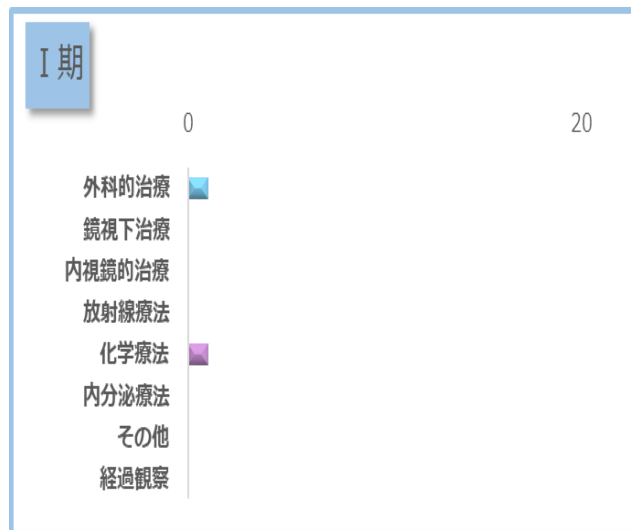 Ⅰ期
0 20
外科的治療
鏡視下治療
内視鏡的治療
放射線療法
化学療法
内分泌療法
その他
経過観察